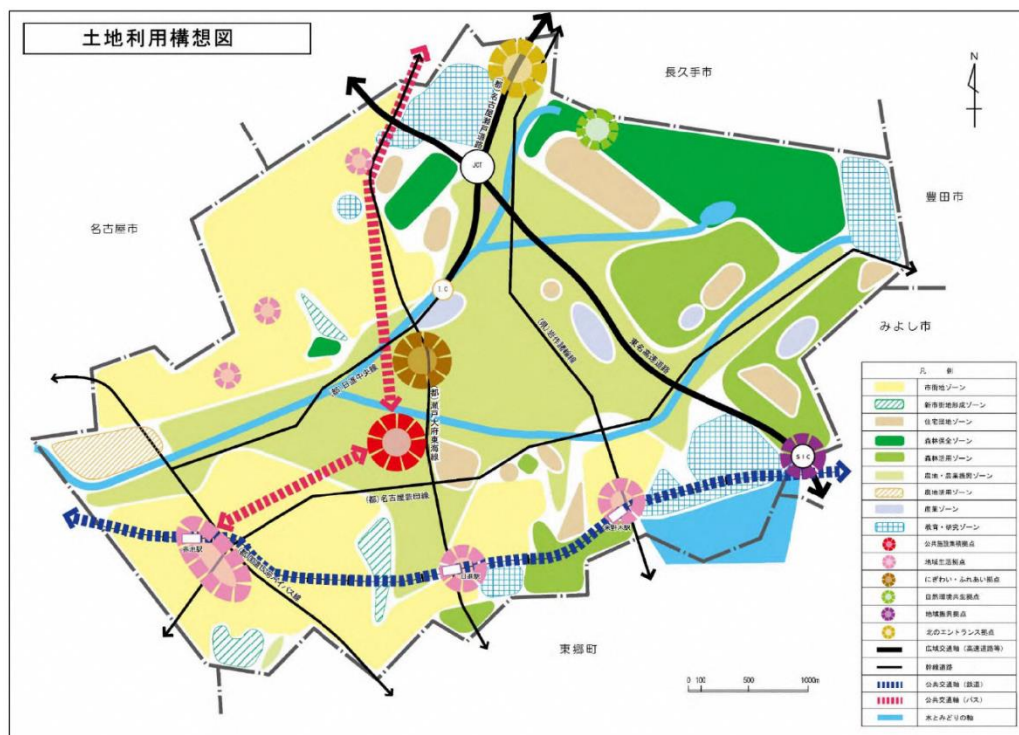 土地利用構想図
N
長久手市
豊田市
名古屋市
みよし市
東郷町
(都)名古屋瀬戸道路
JCT
I.C
(都)日進中央線
(都)瀬戸大府東海線
(県)岩作諸輪線
東名高速道路
SIC
(都)名古屋豊田線
赤池駅
日進駅
米野木駅
0 100 500 1000m
凡例
市街地ゾーン
新市街地形成ゾーン
住宅団地ゾーン
森林保全ゾーン
森林活用ゾーン
農地・農業振興ゾーン
農地活用ゾーン
産業ゾーン
教育・研究ゾーン
公共施設集積拠点
地域生活拠点
にぎわい・ふれあい拠点
自然環境共生拠点
地域振興拠点
北のエントランス拠点
広域交通軸(高速道路等)
幹線道路
公共交通軸(鉄道)
公共交通軸(バス)
水とみどりの軸